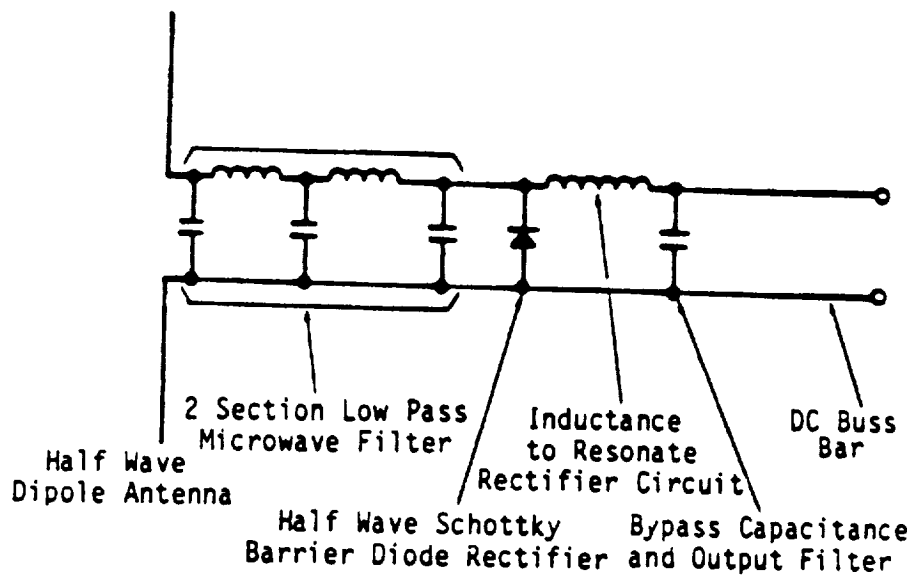 2 Section Low Pass
Microwave Filter
Half Wave
Dipole Antenna
Inductance
to Resonate
Rectifier Circuit
DC Buss
Bar
Half Wave Schottky
Barrier Diode Rectifier
Bypass Capacitance
and Output Filter